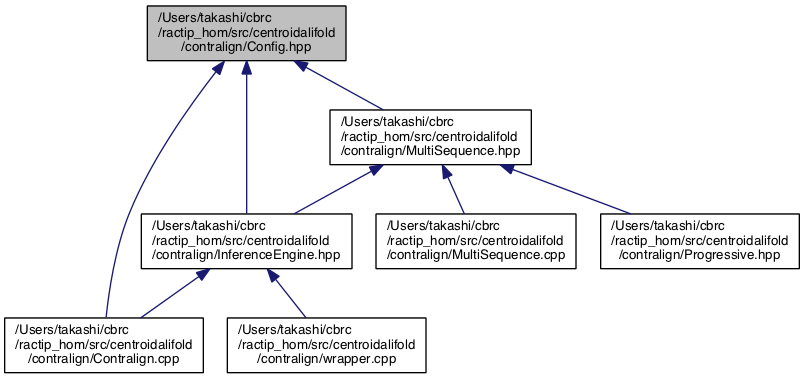 /Users/takashi/cbrc
/ractip_hom/src/centroidalifold
/contralign/Config.hpp
/Users/takashi/cbrc
/ractip_hom/src/centroidalifold
/contralign/MultiSequence.hpp
/Users/takashi/cbrc
/ractip_hom/src/centroidalifold
/contralign/InferenceEngine.hpp
/Users/takashi/cbrc
/ractip_hom/src/centroidalifold
/contralign/MultiSequence.cpp
/Users/takashi/cbrc
/ractip_hom/src/centroidalifold
/contralign/Progressive.hpp
/Users/takashi/cbrc
/ractip_hom/src/centroidalifold
/contralign/Contralign.cpp
/Users/takashi/cbrc
/ractip_hom/src/centroidalifold
/contralign/wrapper.cpp